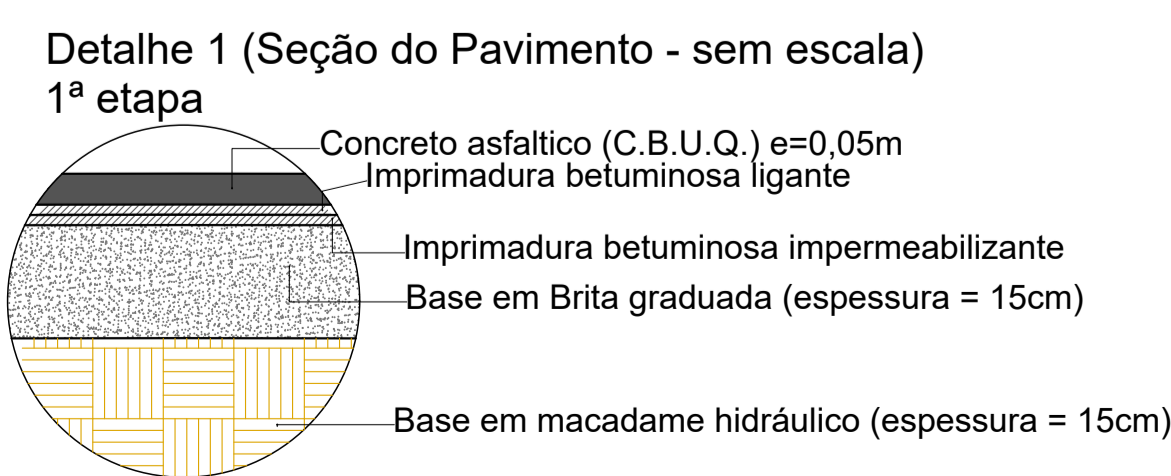 Detalhe 1 (Seção do Pavimento - sem escala)
1ª etapa
Concreto asfaltico (C.B.U.Q.) e=0,05m
Imprimadura betuminosa ligante
Imprimadura betuminosa impermeabilizante
Base em Brita graduada (espessura = 15cm)
Base em macadame hidráulico (espessura = 15cm)